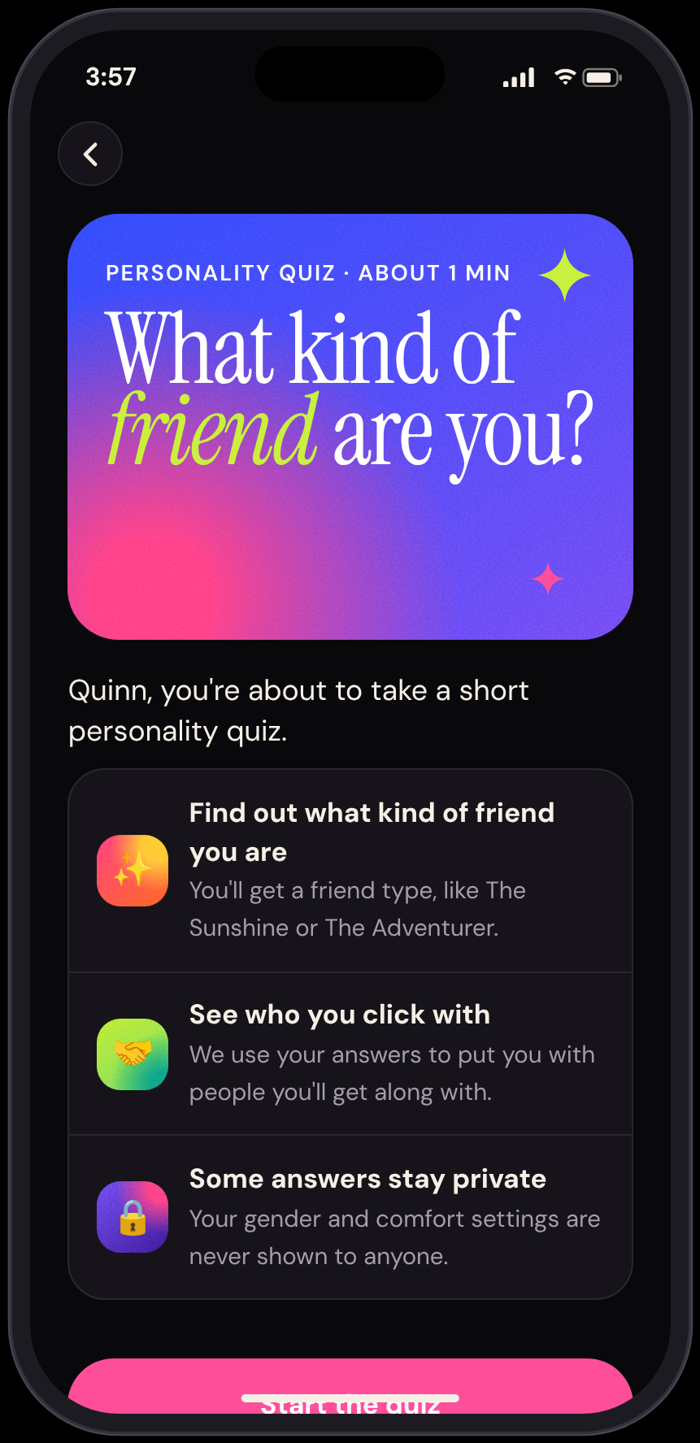 3:57
PERSONALITY QUIZ · ABOUT 1 MIN
What kind of
friend are you?
Quinn, you're about to take a short
personality quiz.
Find out what kind of friend
you are
You'll get a friend type, like The
Sunshine or The Adventurer.
See who you click with
We use your answers to put you with
people you'll get along with.
Some answers stay private
Your gender and comfort settings are
never shown to anyone.
Start the quiz